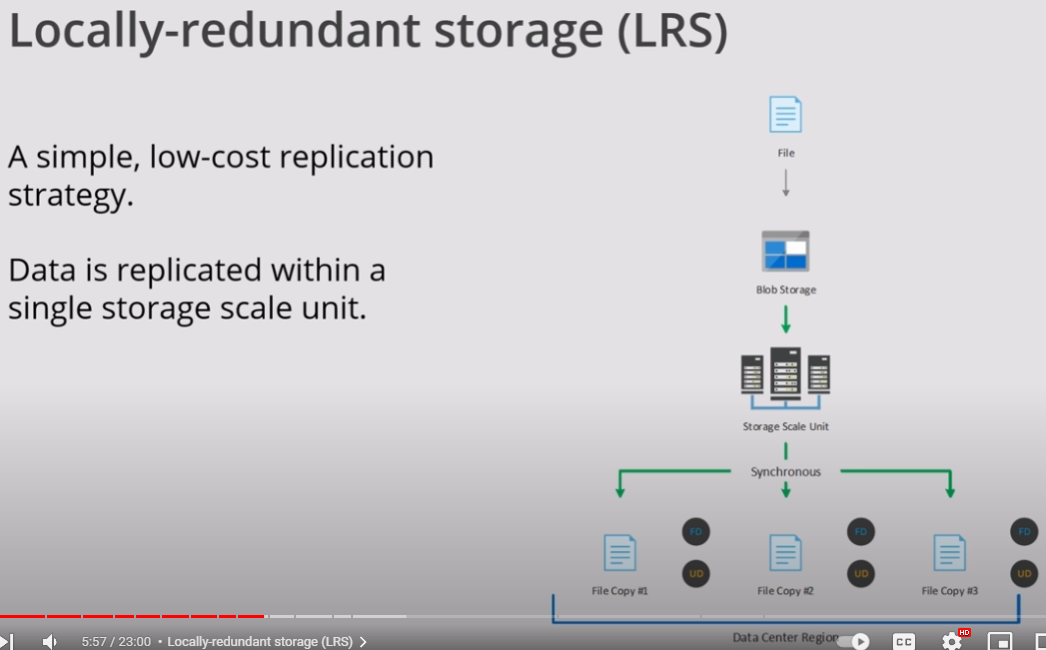 Locally-redundant storage (LRS)
A simple, low-cost replication
strategy.
Data is replicated within a
single storage scale unit.
File
Blob Storage
Storage Scale Unit
Synchronous
FD
FD
FD
UD
UD
UD
File Copy #1
File Copy #2
File Copy #3
Data Center Region
5:57 / 23:00 • Locally-redundant storage (LRS)
CC
HD